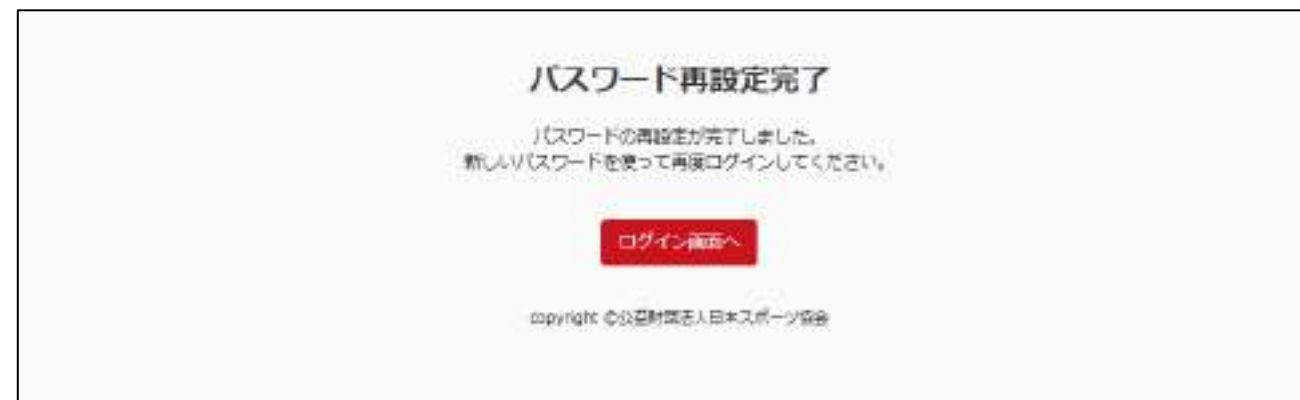 パスワード再設定完了
パスワードの再設定が完了しました。
新しいパスワードを使って再度ログインしてください。
ログイン画面へ
copyright ©公益財団法人日本スポーツ協会